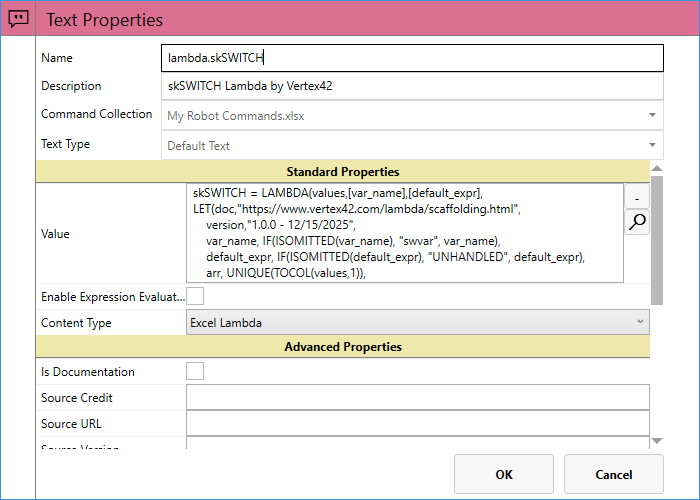 Text Properties
Name
lambda.skSWITCH
Description
skSWITCH Lambda by Vertex42
Command Collection
My Robot Commands.xlsx
Text Type
Default Text
Standard Properties
Value
skSWITCH = LAMBDA(values,[var_name],[default_expr],
LET(doc,"https://www.vertex42.com/lambda/scaffolding.html",
version,"1.0.0 - 12/15/2025",
var_name, IF(ISOMITTED(var_name), "swvar", var_name),
default_expr, IF(ISOMITTED(default_expr), "UNHANDLED", default_expr),
arr, UNIQUE(TOCOL(values,1)),
Enable Expression Evaluat...
Content Type
Excel Lambda
Advanced Properties
Is Documentation
Source Credit
Source URL
Source Version
OK
Cancel